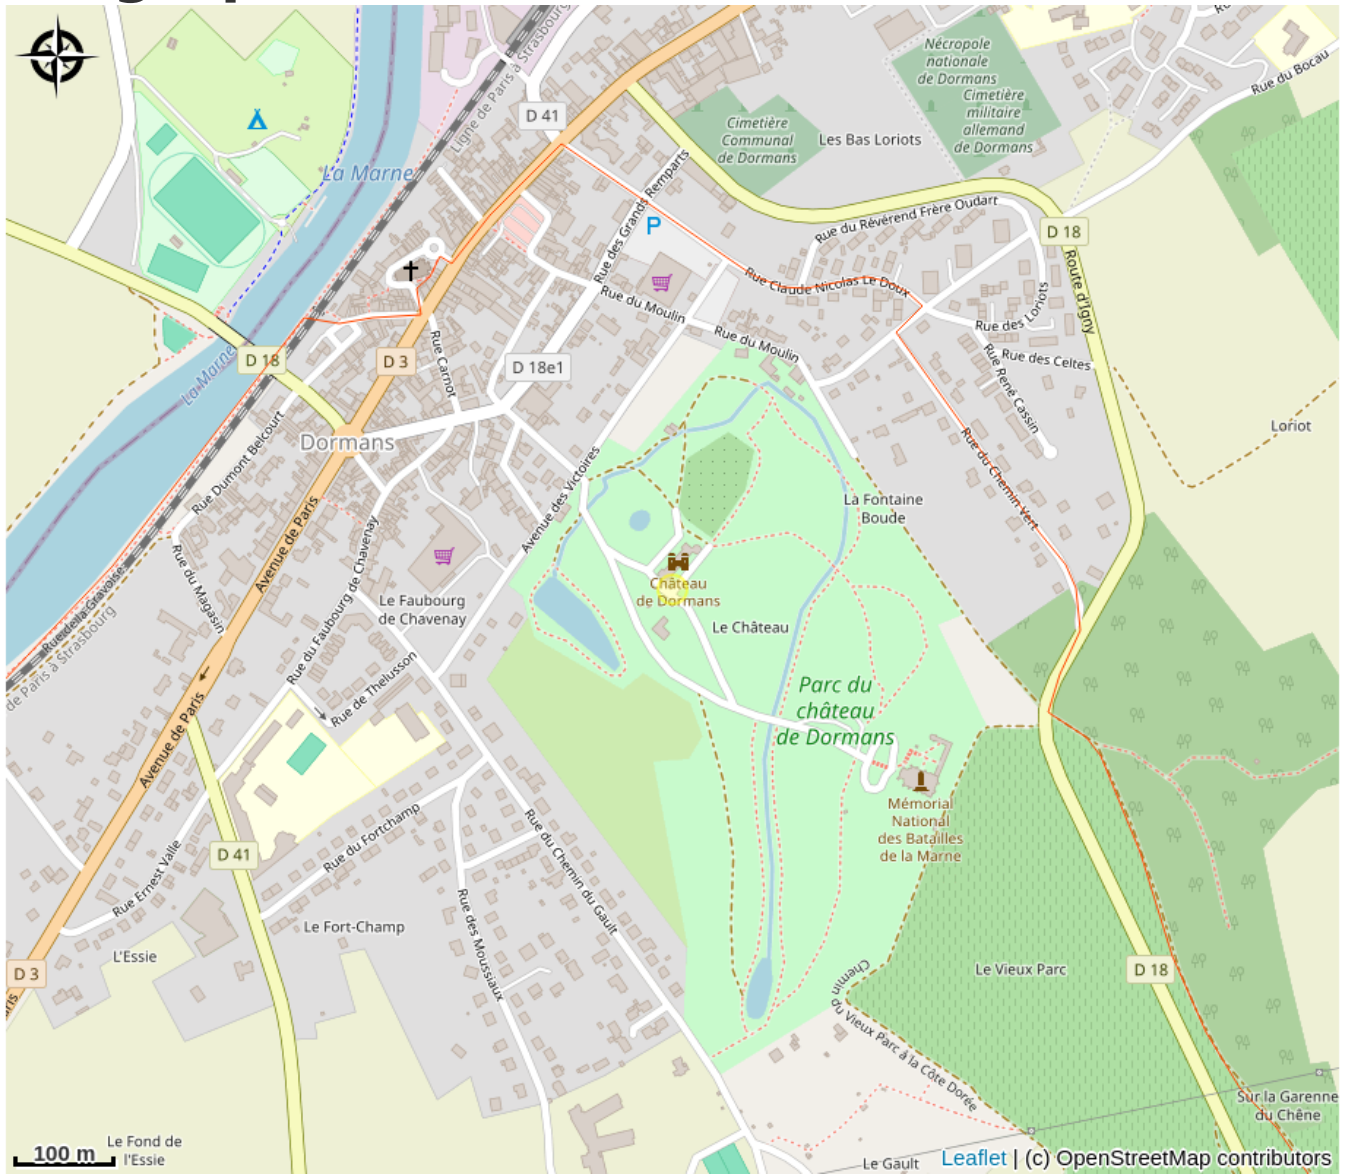 Nécropole
nationale
de Dormans
Cimetière
militaire
allemand
de Dormans
Rue du Bocau
Ligne de Paris à Strasbourg
D 41
Cimetière
Communal
de Dormans
Les Bas Loriots
La Marne
Rue des Grands Remparts
P
Rue du Révérend Frère Oudart
D 18
Route d'Igny
Rue Claude Nicolas Le Doux
Rue du Moulin
Rue du Moulin
Rue des Loriots
Rue des Celtes
Rue René Cassin
La Marne
D 18
D 3
Rue Carnot
D 18e1
Dormans
Loriot
Rue Dumont Belcourt
Avenue des Victoires
Rue du Chemin Vert
La Fontaine
Boude
Avenue de Paris
Rue du Faubourg de Chavenay
Rue du Magasin
Rue de la Gravoise
de Paris à Strasbourg
Le Faubourg
de Chavenay
Château
de Dormans
Le Château
Rue de Thelusson
Parc du
château
de Dormans
Avenue de Paris
Mémorial
National
des Batailles
de la Marne
Rue du Fortchamp
D 41
Rue Ernest Valle
Rue du Chemin du Gault
Rue des Moussiaux
Le Fort-Champ
L'Essie
D 3
Le Vieux Parc
D 18
Chemin du Vieux Parc à la Côte Dorée
Sur la Garenne
du Chêne
Le Fond de
l'Essie
100 m
Le Gault
Leaflet | (c) OpenStreetMap contributors